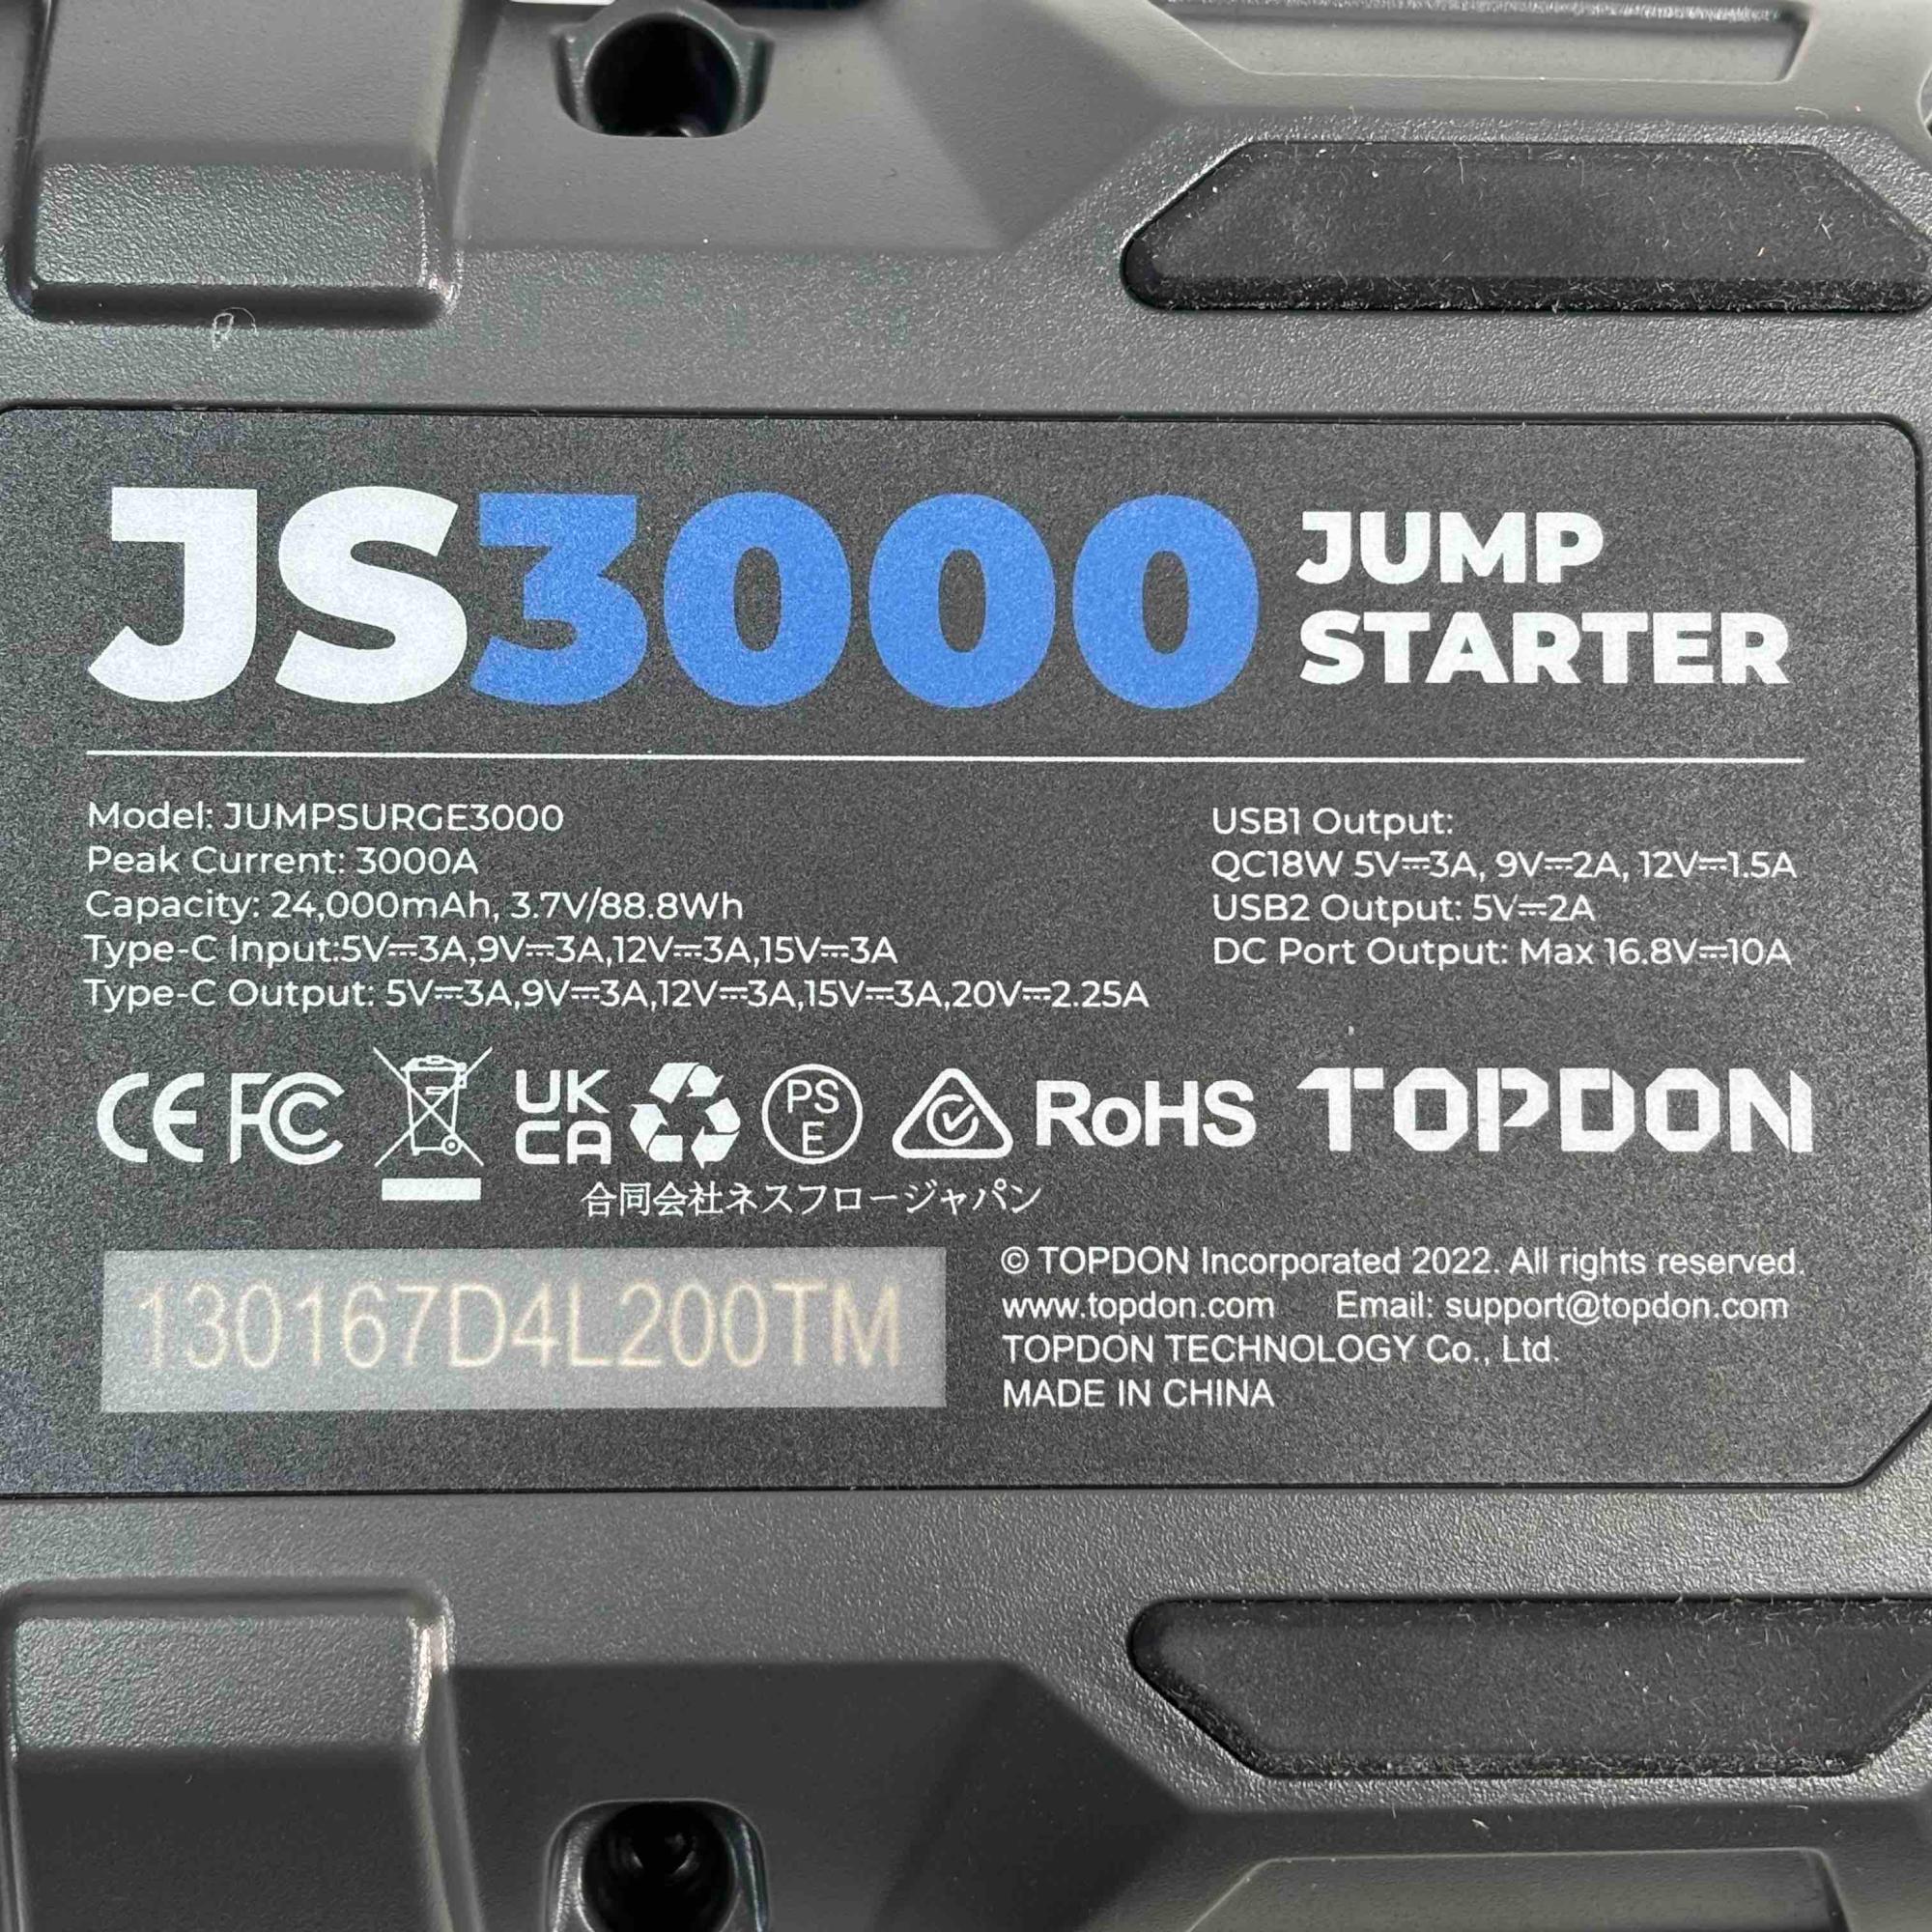 JS3000 JUMP STARTER
Model: JUMPSURGE3000
Peak Current: 3000A
Capacity: 24,000mAh, 3.7V/88.8Wh
Type-C Input:5V⎓3A,9V⎓3A,12V⎓3A,15V⎓3A
Type-C Output: 5V⎓3A,9V⎓3A,12V⎓3A,15V⎓3A,20V⎓2.25A
USB1 Output:
QC18W 5V⎓3A, 9V⎓2A, 12V⎓1.5A
USB2 Output: 5V⎓2A
DC Port Output: Max 16.8V⎓10A
CE FC UK CA PS E RoHS TOPDON
合同会社ネスフロージャパン
130167D4L200TM
© TOPDON Incorporated 2022. All rights reserved.
www.topdon.com Email: support@topdon.com
TOPDON TECHNOLOGY Co., Ltd.
MADE IN CHINA